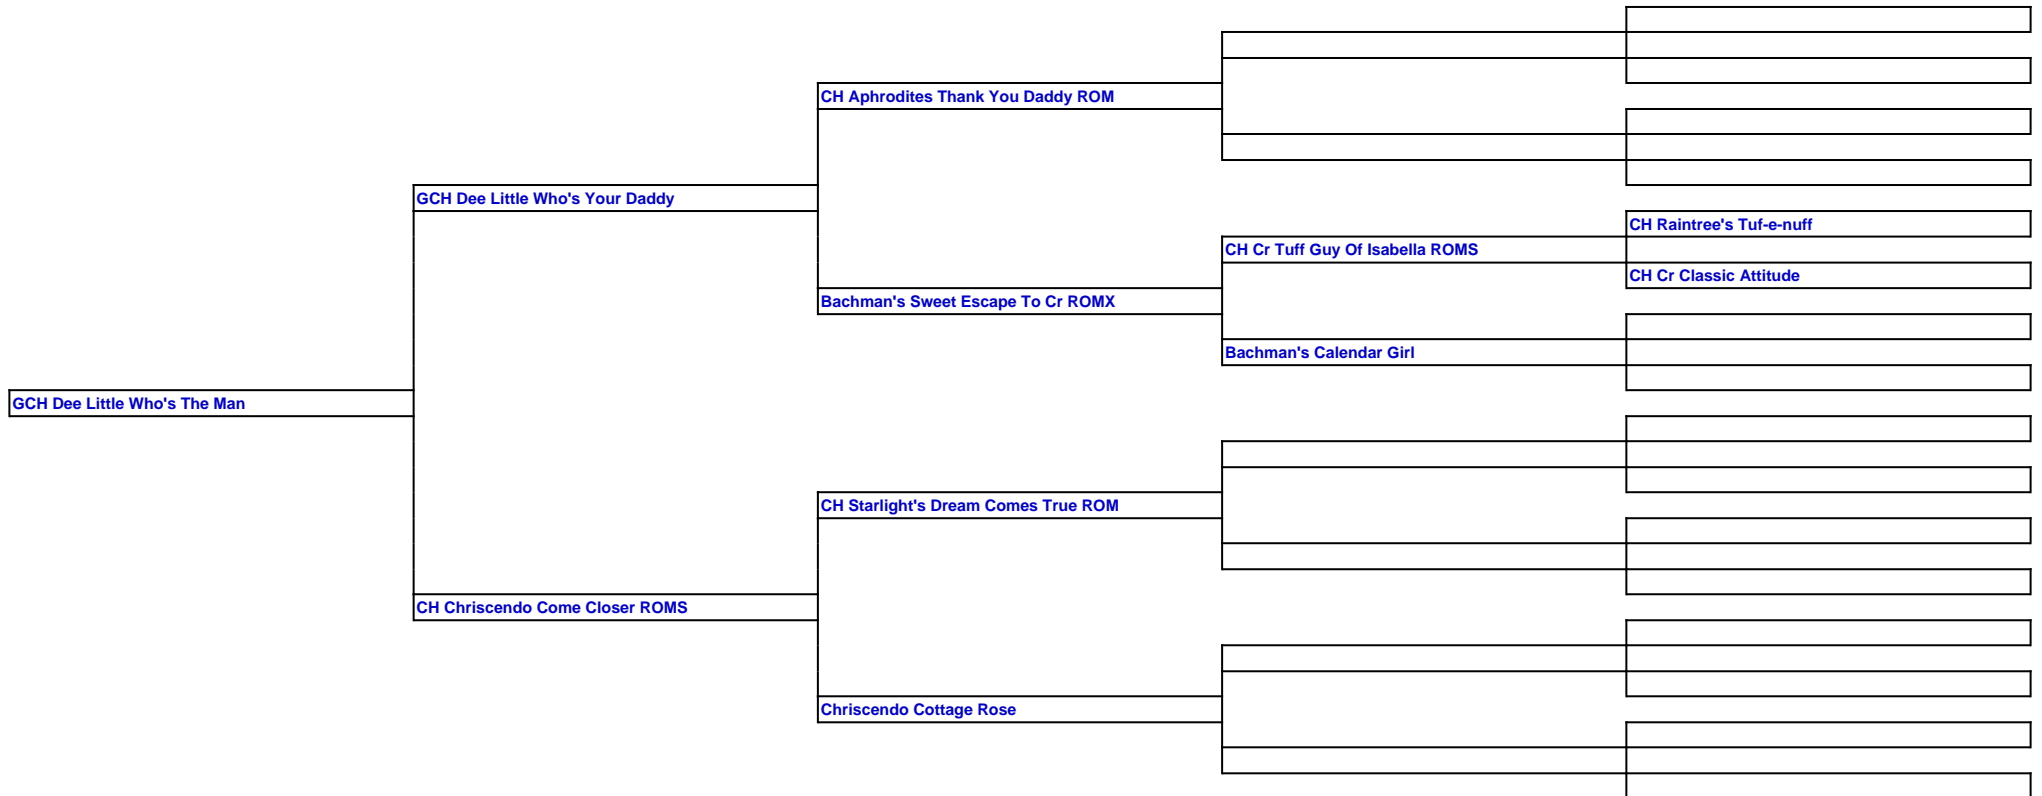 CH Aphrodites Thank You Daddy ROM
GCH Dee Little Who's Your Daddy
CH Raintree's Tuf-e-nuff
CH Cr Tuff Guy Of Isabella ROMS
CH Cr Classic Attitude
Bachman's Sweet Escape To Cr ROMX
Bachman's Calendar Girl
GCH Dee Little Who's The Man
CH Starlight's Dream Comes True ROM
CH Chriscendo Come Closer ROMS
Chriscendo Cottage Rose